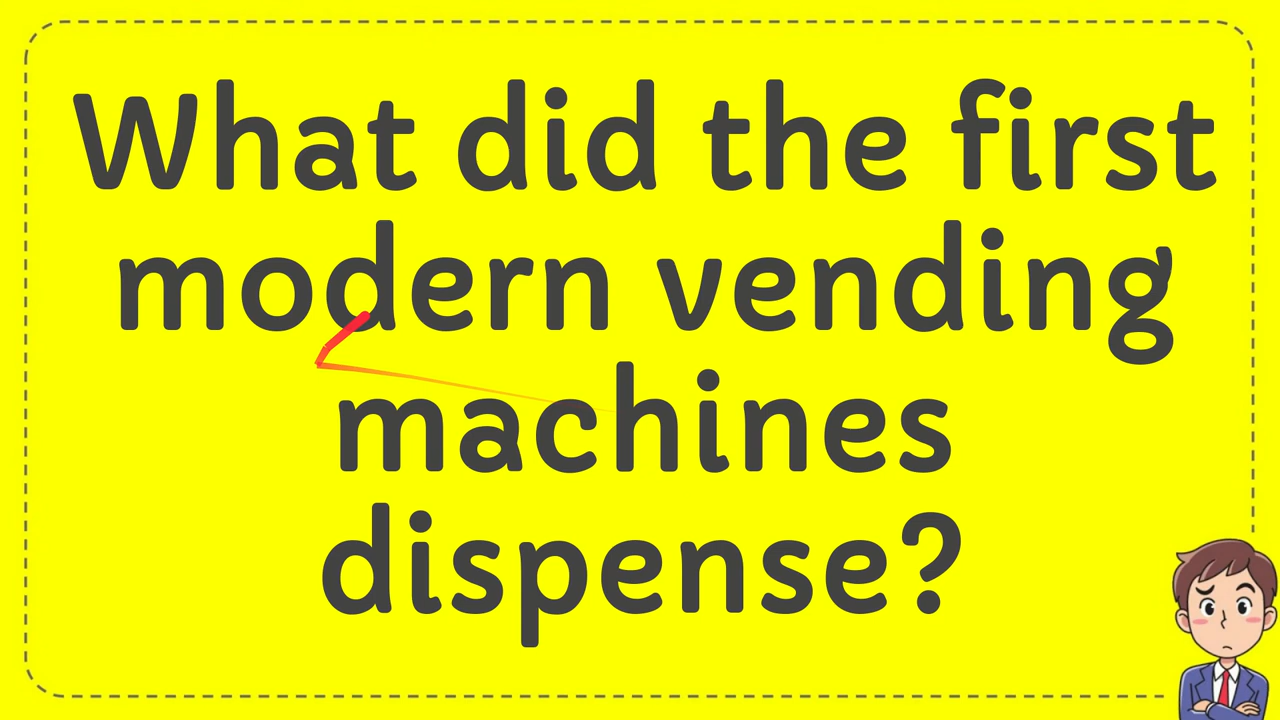 What did the first
modern vending
machines
dispense?